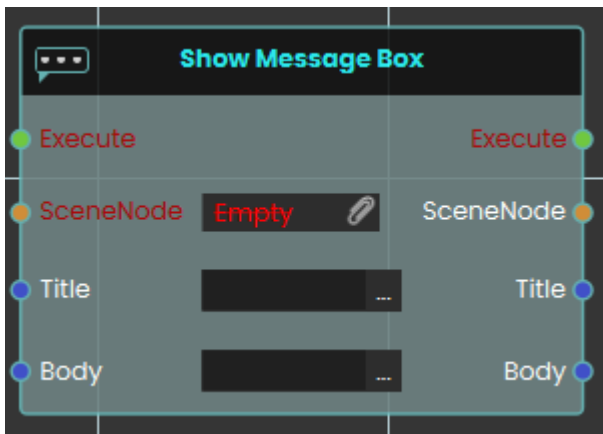 Show Message Box
Execute Execute
SceneNode Empty SceneNode
Title ... Title
Body ... Body